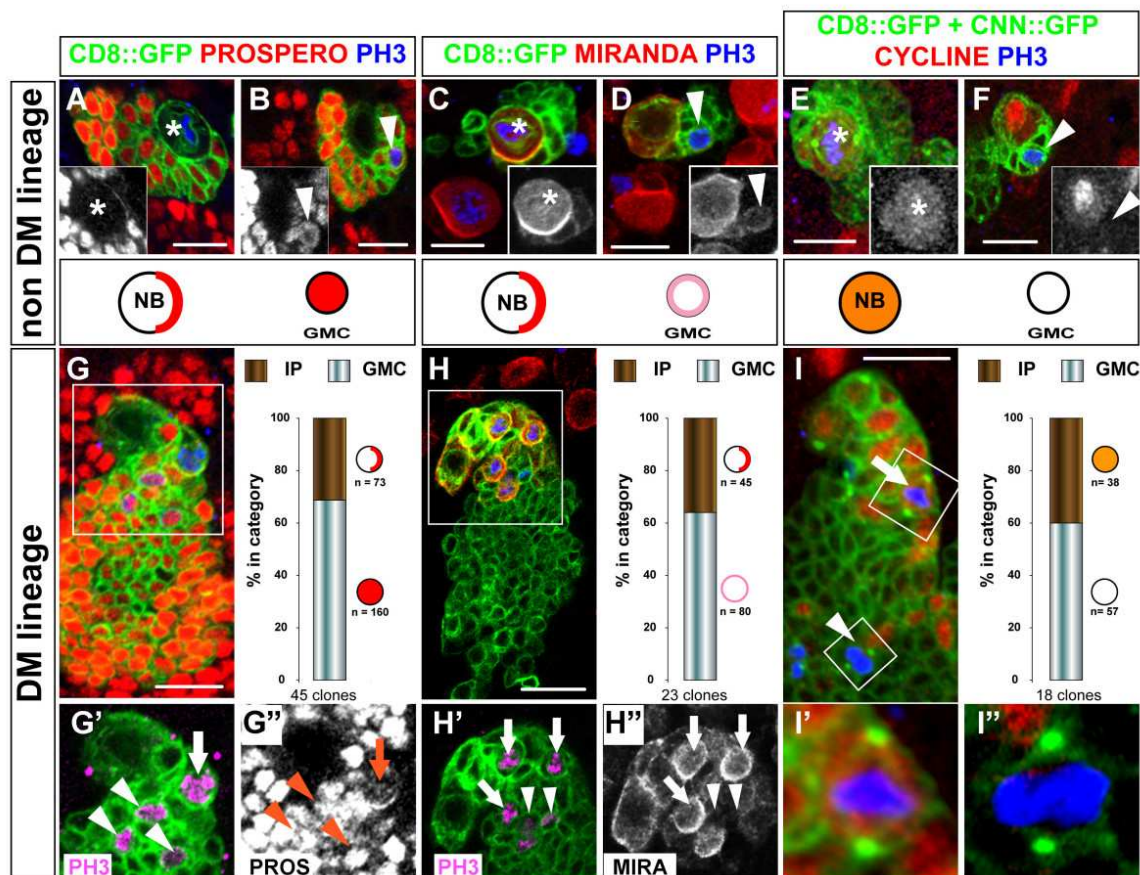 CD8::GFP PROSPERO PH3
CD8::GFP MIRANDA PH3
CD8::GFP + CNN::GFP
CYCLINE PH3
non DM lineage
A
*
*
B
C
*
*
D
E
*
*
F
NB
GMC
NB
GMC
NB
GMC
DM lineage
G
IP GMC
% in category
100
80
60
40
20
0
n = 73
n = 160
45 clones
H
IP GMC
% in category
100
80
60
40
20
0
n = 45
n = 80
23 clones
I
IP GMC
% in category
100
80
60
40
20
0
n= 38
n= 57
18 clones
G'
PH3
G''
PROS
H'
PH3
H''
MIRA
I'
I''